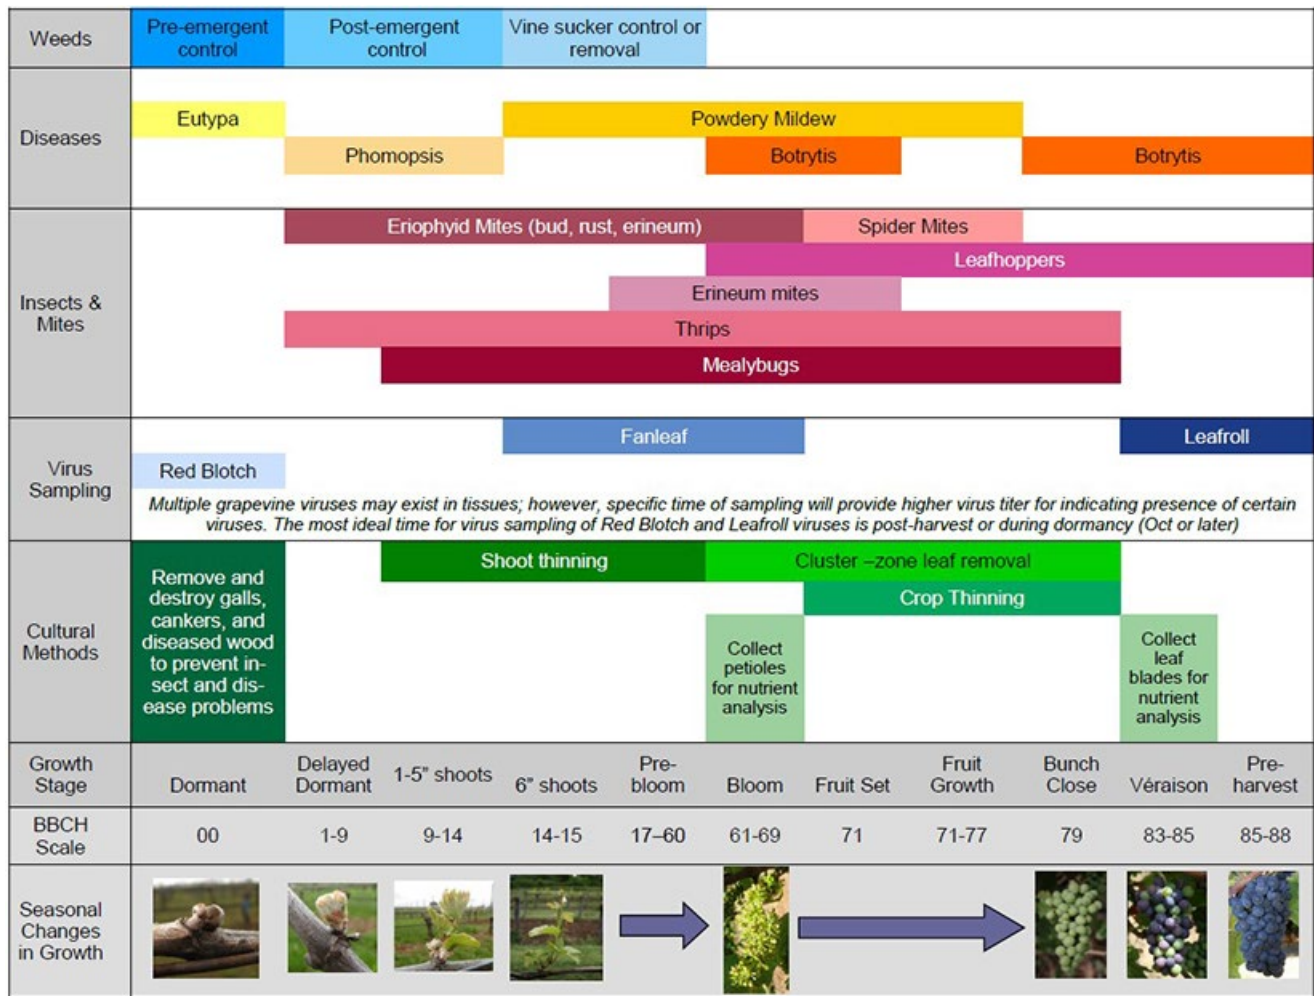 Weeds
Pre-emergent
control
Post-emergent
control
Vine sucker control or
removal
Diseases
Eutypa
Powdery Mildew
Phomopsis
Botrytis
Botrytis
Insects &
Mites
Eriophyid Mites (bud, rust, erineum)
Spider Mites
Leafhoppers
Erineum mites
Thrips
Mealybugs
Virus
Sampling
Fanleaf
Leafroll
Red Blotch
Multiple grapevine viruses may exist in tissues; however, specific time of sampling will provide higher virus titer for indicating presence of certain
viruses. The most ideal time for virus sampling of Red Blotch and Leafroll viruses is post-harvest or during dormancy (Oct or later)
Cultural
Methods
Remove and
destroy galls,
cankers, and
diseased wood
to prevent in-
sect and dis-
ease problems
Shoot thinning
Cluster –zone leaf removal
Crop Thinning
Collect
petioles
for nutrient
analysis
Collect
leaf
blades for
nutrient
analysis
Growth
Stage
Dormant
Delayed
Dormant
1-5” shoots
6” shoots
Pre-
bloom
Bloom
Fruit Set
Fruit
Growth
Bunch
Close
Véraison
Pre-
harvest
BBCH
Scale
00
1-9
9-14
14-15
17–60
61-69
71
71-77
79
83-85
85-88
Seasonal
Changes
in Growth